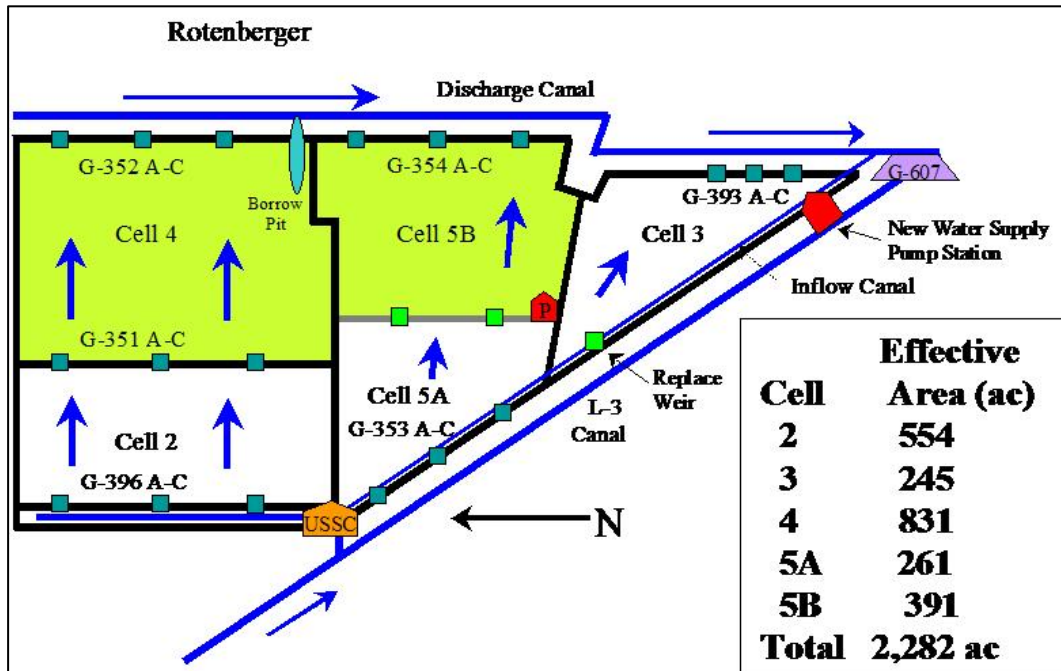 Rotenberger
Discharge Canal
G-352 A-C
G-354 A-C
G-393 A-C
G-607
Borrow
Pit
Cell 4
Cell 5B
Cell 3
New Water Supply
Pump Station
Inflow Canal
P
G-351 A-C
Replace
Weir
Cell 5A
L-3
Canal
G-353 A-C
Cell 2
G-396 A-C
USSC
N
Effective
Cell Area (ac)
2 554
3 245
4 831
5A 261
5B 391
Total 2,282 ac